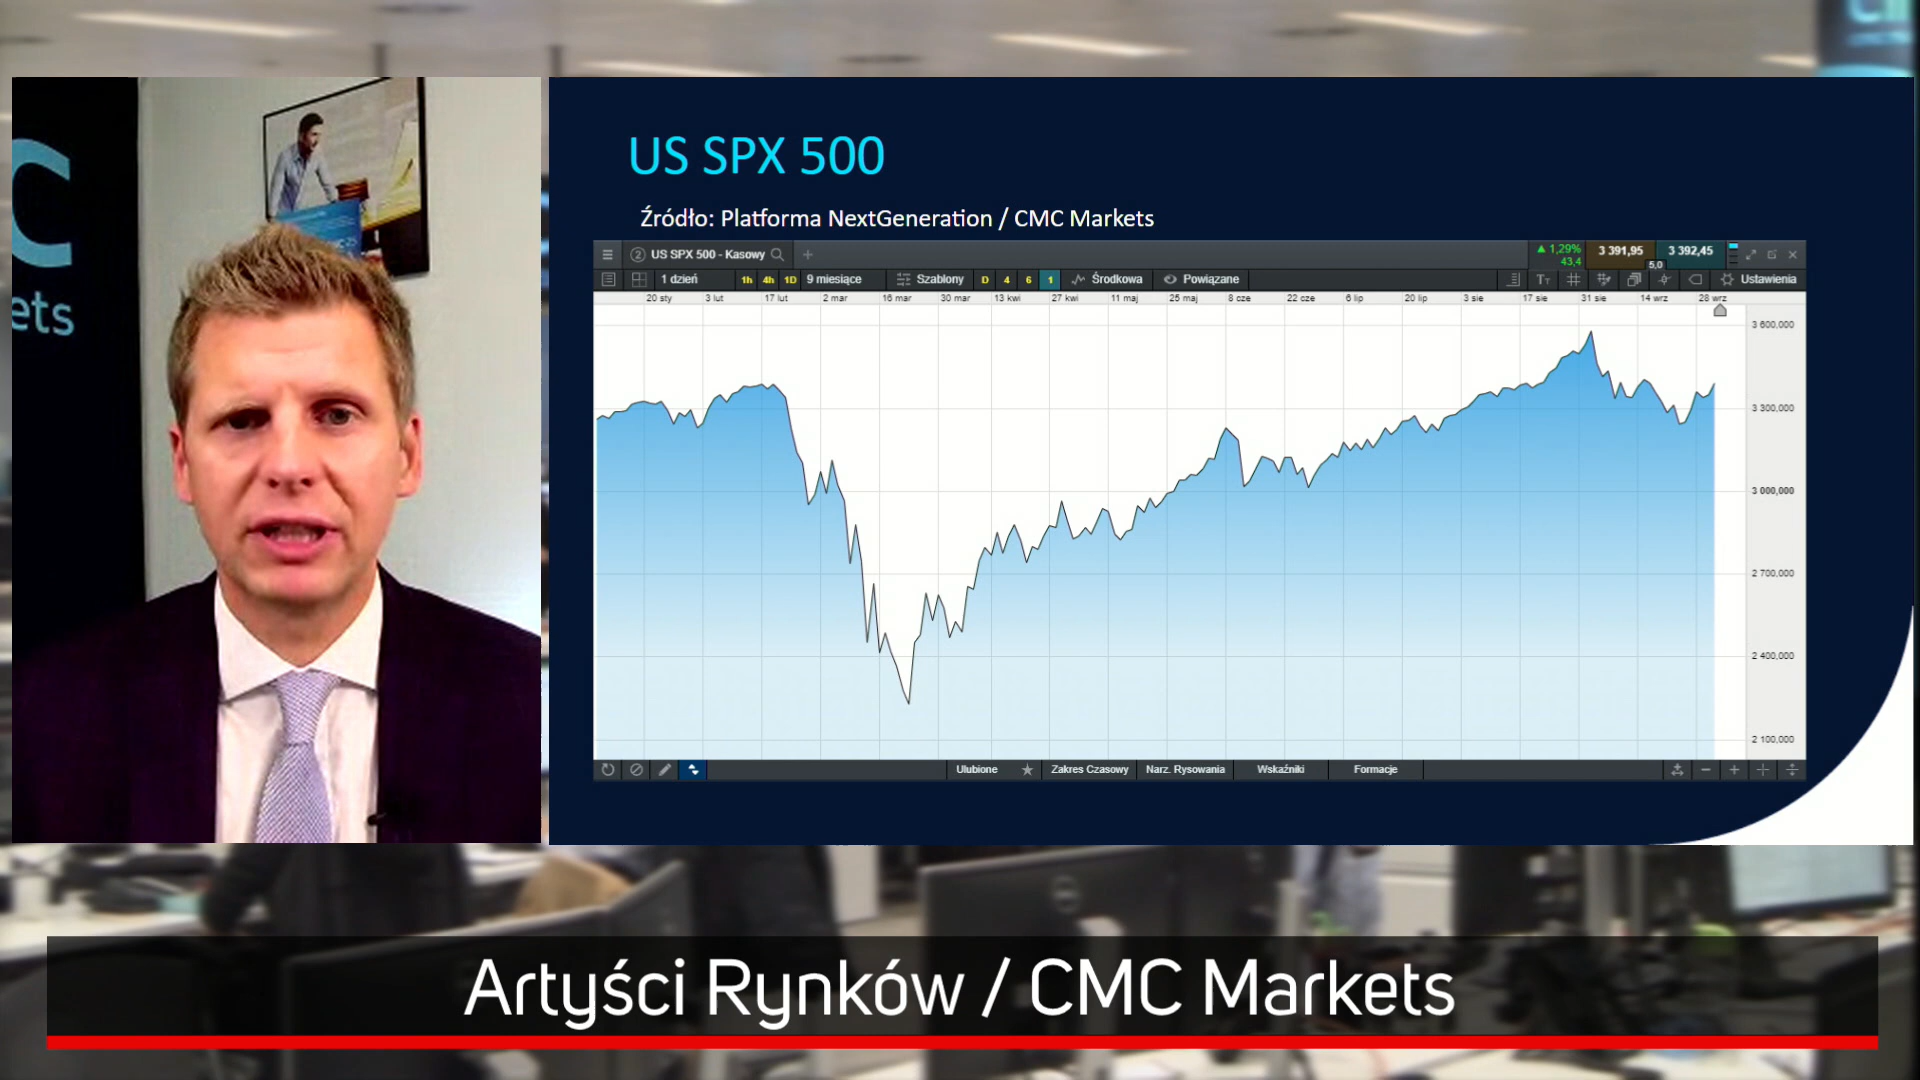 C
ets
US SPX 500
Źródło: Platforma NextGeneration / CMC Markets
2 US SPX 500 - Kasowy
1,29%
43,4
3 391,95
5,0
3 392,45
1 dzień
1h 4h 1D 9 miesiące
Szablony
D 4 6 1
Środkowa
Powiązane
Ustawienia
20 sty 3 lut 17 lut 2 mar 16 mar 30 mar 13 kwi 27 kwi 11 maj 25 maj 8 cze 22 cze 6 lip 20 lip 3 sie 17 sie 31 sie 14 wrz 28 wrz
3 600,000
3 300,000
3 000,000
2 700,000
2 400,000
2 100,000
Ulubione
Zakres Czasowy
Narz. Rysowania
Wskaźniki
Formacje
Artyści Rynków / CMC Markets